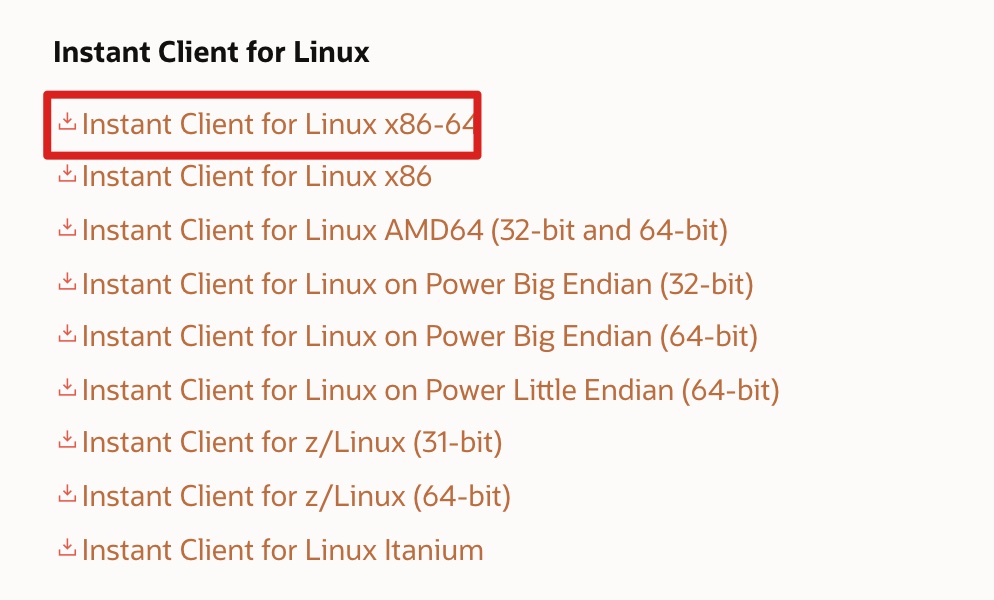 Instant Client for Linux
Instant Client for Linux x86-64
Instant Client for Linux x86
Instant Client for Linux AMD64 (32-bit and 64-bit)
Instant Client for Linux on Power Big Endian (32-bit)
Instant Client for Linux on Power Big Endian (64-bit)
Instant Client for Linux on Power Little Endian (64-bit)
Instant Client for z/Linux (31-bit)
Instant Client for z/Linux (64-bit)
Instant Client for Linux Itanium